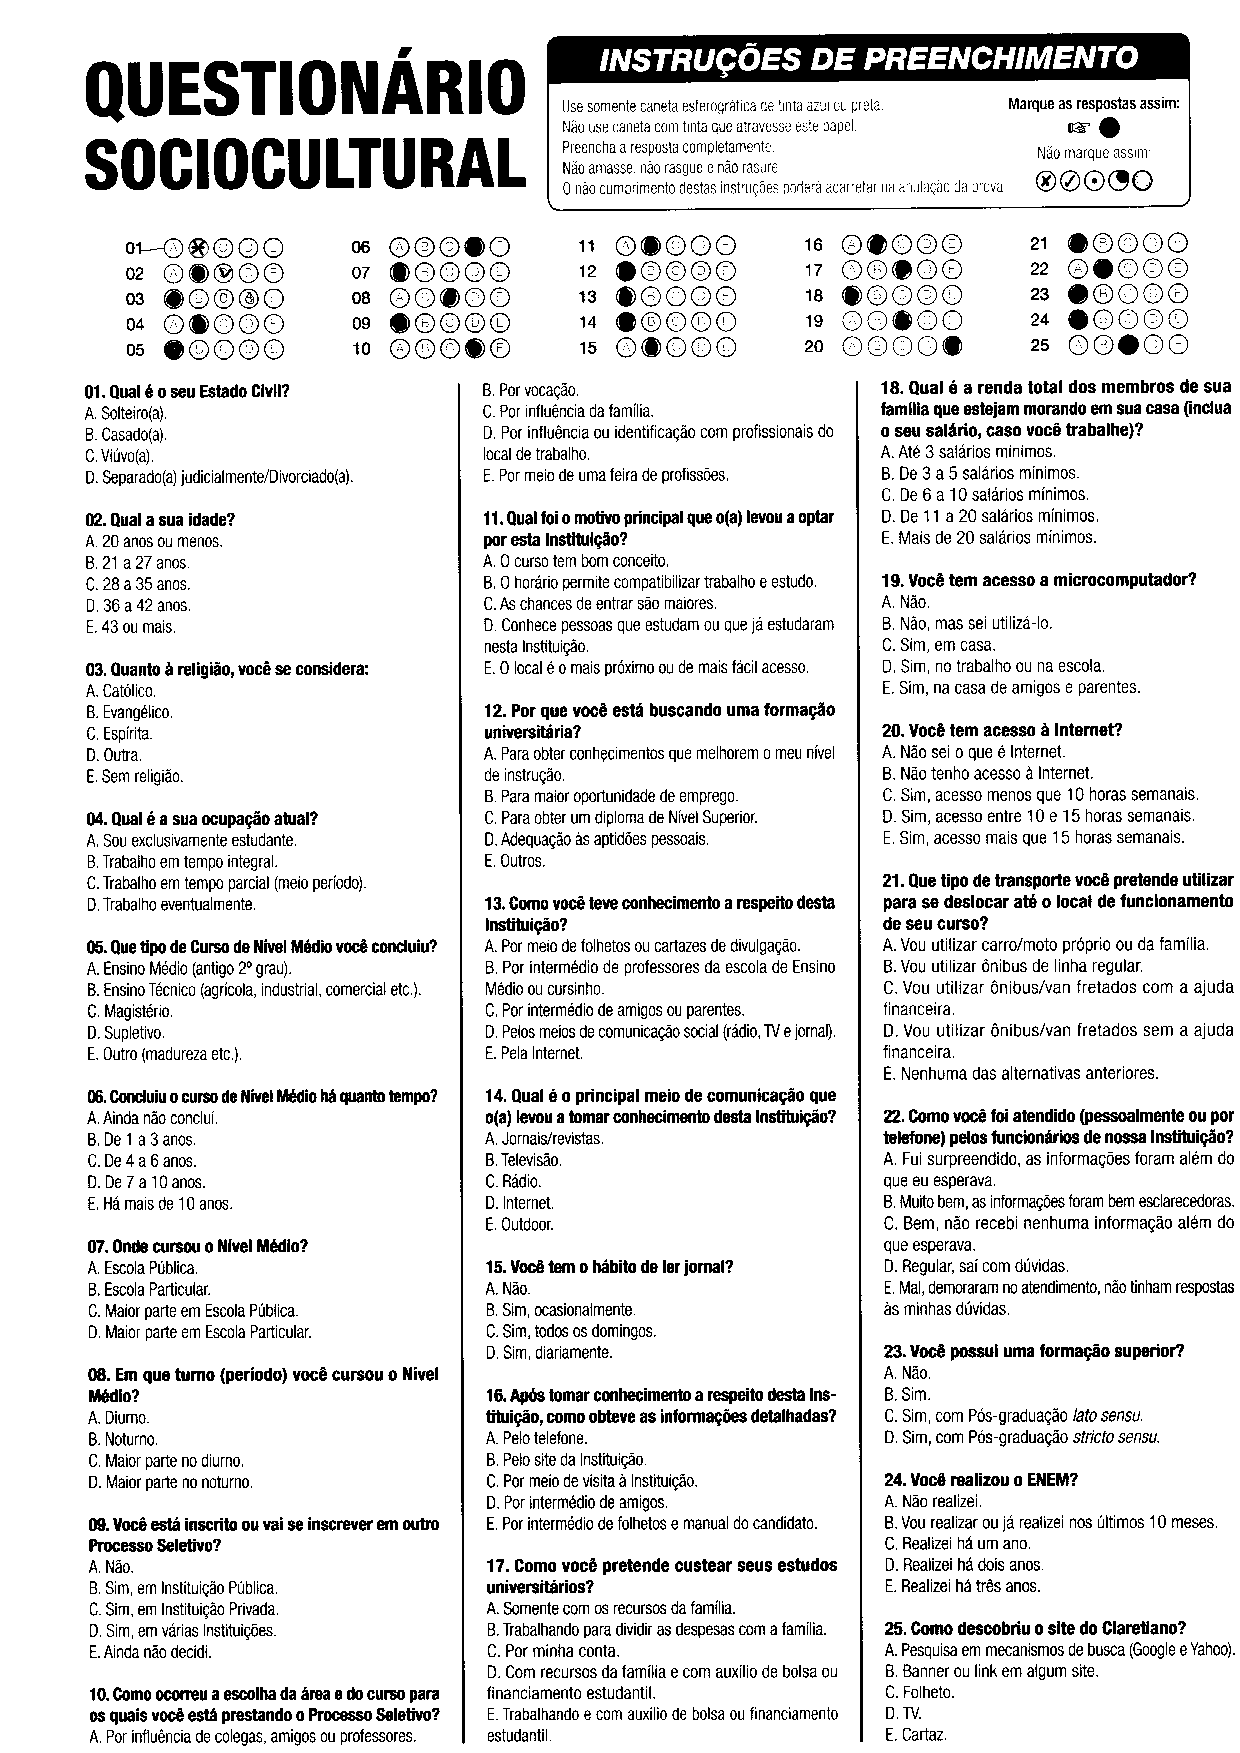 QUESTIONÁRIO
SOCIOCULTURAL
INSTRUÇÕES DE PREENCHIMENTO
Use somente caneta esferográfica de tinta azul ou preta.
Não use caneta com tinta que atravesse este papel.
Preencha a resposta completamente.
Não amasse, não rasgue e não rasure
O não cumprimento destas instruções poderá acarretar na anulação da prova
Marque as respostas assim:
Não marque assim:
01
02
03
04
05
06
07
08
09
10
11
12
13
14
15
16
17
18
19
20
21
22
23
24
25
01. Qual é o seu Estado Civil?
A. Solteiro(a).
B. Casado(a).
C. Viúvo(a).
D. Separado(a) judicialmente/Divorciado(a).
02. Qual a sua idade?
A. 20 anos ou menos.
B. 21 a 27 anos.
C. 28 a 35 anos.
D. 36 a 42 anos.
E. 43 ou mais.
03. Quanto à religião, você se considera:
A. Católico.
B. Evangélico.
C. Espírita.
D. Outra.
E. Sem religião.
04. Qual é a sua ocupação atual?
A. Sou exclusivamente estudante.
B. Trabalho em tempo integral.
C. Trabalho em tempo parcial (meio período).
D. Trabalho eventualmente.
05. Que tipo de Curso de Nível Médio você concluiu?
A. Ensino Médio (antigo 2º grau).
B. Ensino Técnico (agrícola, industrial, comercial etc.).
C. Magistério.
D. Supletivo.
E. Outro (madureza etc.).
06. Concluiu o curso de Nível Médio há quanto tempo?
A. Ainda não concluí.
B. De 1 a 3 anos.
C. De 4 a 6 anos.
D. De 7 a 10 anos.
E. Há mais de 10 anos.
07. Onde cursou o Nível Médio?
A. Escola Pública.
B. Escola Particular.
C. Maior parte em Escola Pública.
D. Maior parte em Escola Particular.
08. Em que turno (período) você cursou o Nível
Médio?
A. Diurno.
B. Noturno.
C. Maior parte no diurno.
D. Maior parte no noturno.
09. Você está inscrito ou vai se inscrever em outro
Processo Seletivo?
A. Não.
B. Sim, em Instituição Pública.
C. Sim, em Instituição Privada.
D. Sim, em várias Instituições.
E. Ainda não decidi.
10. Como ocorreu a escolha da área e do curso para
os quais você está prestando o Processo Seletivo?
A. Por influência de colegas, amigos ou professores.
B. Por vocação.
C. Por influência da família.
D. Por influência ou identificação com profissionais do
local de trabalho.
E. Por meio de uma feira de profissões.
11. Qual foi o motivo principal que o(a) levou a optar
por esta Instituição?
A. O curso tem bom conceito.
B. O horário permite compatibilizar trabalho e estudo.
C. As chances de entrar são maiores.
D. Conhece pessoas que estudam ou que já estudaram
nesta Instituição.
E. O local é o mais próximo ou de mais fácil acesso.
12. Por que você está buscando uma formação
universitária?
A. Para obter conhecimentos que melhorem o meu nível
de instrução.
B. Para maior oportunidade de emprego.
C. Para obter um diploma de Nível Superior.
D. Adequação às aptidões pessoais.
E. Outros.
13. Como você teve conhecimento a respeito desta
Instituição?
A. Por meio de folhetos ou cartazes de divulgação.
B. Por intermédio de professores da escola de Ensino
Médio ou cursinho.
C. Por intermédio de amigos ou parentes.
D. Pelos meios de comunicação social (rádio, TV e jornal).
E. Pela Internet.
14. Qual é o principal meio de comunicação que
o(a) levou a tomar conhecimento desta Instituição?
A. Jornais/revistas.
B. Televisão.
C. Rádio.
D. Internet.
E. Outdoor.
15. Você tem o hábito de ler jornal?
A. Não.
B. Sim, ocasionalmente.
C. Sim, todos os domingos.
D. Sim, diariamente.
16. Após tomar conhecimento a respeito desta Ins-
tituição, como obteve as informações detalhadas?
A. Pelo telefone.
B. Pelo site da Instituição.
C. Por meio de visita à Instituição.
D. Por intermédio de amigos.
E. Por intermédio de folhetos e manual do candidato.
17. Como você pretende custear seus estudos
universitários?
A. Somente com os recursos da família.
B. Trabalhando para dividir as despesas com a família.
C. Por minha conta.
D. Com recursos da família e com auxílio de bolsa ou
financiamento estudantil.
E. Trabalhando e com auxílio de bolsa ou financiamento
estudantil.
18. Qual é a renda total dos membros de sua
família que estejam morando em sua casa (inclua
o seu salário, caso você trabalhe)?
A. Até 3 salários mínimos.
B. De 3 a 5 salários mínimos.
C. De 6 a 10 salários mínimos.
D. De 11 a 20 salários mínimos.
E. Mais de 20 salários mínimos.
19. Você tem acesso a microcomputador?
A. Não.
B. Não, mas sei utilizá-lo.
C. Sim, em casa.
D. Sim, no trabalho ou na escola.
E. Sim, na casa de amigos e parentes.
20. Você tem acesso à Internet?
A. Não sei o que é Internet.
B. Não tenho acesso à Internet.
C. Sim, acesso menos que 10 horas semanais.
D. Sim, acesso entre 10 e 15 horas semanais.
E. Sim, acesso mais que 15 horas semanais.
21. Que tipo de transporte você pretende utilizar
para se deslocar até o local de funcionamento
de seu curso?
A. Vou utilizar carro/moto próprio ou da família.
B. Vou utilizar ônibus de linha regular.
C. Vou utilizar ônibus/van fretados com a ajuda
financeira.
D. Vou utilizar ônibus/van fretados sem a ajuda
financeira.
E. Nenhuma das alternativas anteriores.
22. Como você foi atendido (pessoalmente ou por
telefone) pelos funcionários de nossa Instituição?
A. Fui surpreendido, as informações foram além do
que eu esperava.
B. Muito bem, as informações foram bem esclarecedoras.
C. Bem, não recebi nenhuma informação além do
que esperava.
D. Regular, saí com dúvidas.
E. Mal, demoraram no atendimento, não tinham respostas
às minhas dúvidas.
23. Você possui uma formação superior?
A. Não.
B. Sim.
C. Sim, com Pós-graduação lato sensu.
D. Sim, com Pós-graduação stricto sensu.
24. Você realizou o ENEM?
A. Não realizei.
B. Vou realizar ou já realizei nos últimos 10 meses.
C. Realizei há um ano.
D. Realizei há dois anos.
E. Realizei há três anos.
25. Como descobriu o site do Claretiano?
A. Pesquisa em mecanismos de busca (Google e Yahoo).
B. Banner ou link em algum site.
C. Folheto.
D. TV.
E. Cartaz.